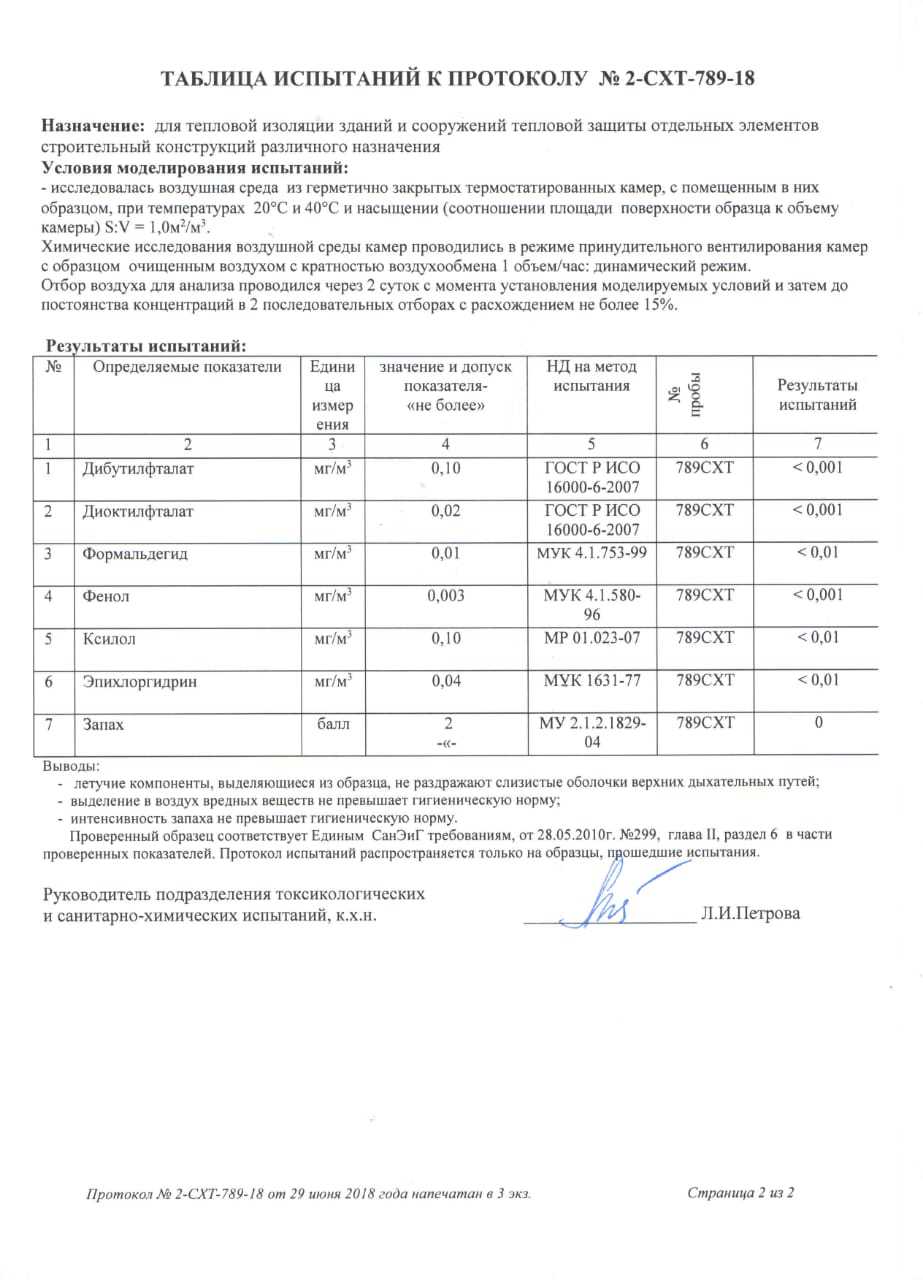 ТАБЛИЦА ИСПЫТАНИЙ К ПРОТОКОЛУ № 2-СХТ-789-18
Назначение: для тепловой изоляции зданий и сооружений тепловой защиты отдельных элементов
строительный конструкций различного назначения
Условия моделирования испытаний:
- исследовалась воздушная среда из герметично закрытых термостатированных камер, с помещенным в них
образцом, при температурах 20°С и 40°С и насыщении (соотношении площади поверхности образца к объему
камеры) S:V = 1,0м²/м³.
Химические исследования воздушной среды камер проводились в режиме принудительного вентилирования камер
с образцом очищенным воздухом с кратностью воздухообмена 1 объем/час: динамический режим.
Отбор воздуха для анализа проводился через 2 суток с момента установления моделируемых условий и затем до
постоянства концентраций в 2 последовательных отборах с расхождением не более 15%.
Результаты испытаний:
№ Определяемые показатели Едини значение и допуск НД на метод № Результаты
ца показателя- испытания пробы испытаний
измер «не более»
ения
1 2 3 4 5 6 7
1 Дибутилфталат мг/м³ 0,10 ГОСТ Р ИСО 789СХТ < 0,001
16000-6-2007
2 Диоктилфталат мг/м³ 0,02 ГОСТ Р ИСО 789СХТ < 0,001
16000-6-2007
3 Формальдегид мг/м³ 0,01 МУК 4.1.753-99 789СХТ < 0,01
4 Фенол мг/м³ 0,003 МУК 4.1.580- 789СХТ < 0,001
96
5 Ксилол мг/м³ 0,10 МР 01.023-07 789СХТ < 0,01
6 Эпихлоргидрин мг/м³ 0,04 МУК 1631-77 789СХТ < 0,01
7 Запах балл 2 МУ 2.1.2.1829- 789СХТ 0
-«- 04
Выводы:
- летучие компоненты, выделяющиеся из образца, не раздражают слизистые оболочки верхних дыхательных путей;
- выделение в воздух вредных веществ не превышает гигиеническую норму;
- интенсивность запаха не превышает гигиеническую норму.
Проверенный образец соответствует Единым СанЭиГ требованиям, от 28.05.2010г. №299, глава II, раздел 6 в части
проверенных показателей. Протокол испытаний распространяется только на образцы, прошедшие испытания.
Руководитель подразделения токсикологических
и санитарно-химических испытаний, к.х.н. Л.И.Петрова
Протокол № 2-СХТ-789-18 от 29 июня 2018 года напечатан в 3 экз. Страница 2 из 2